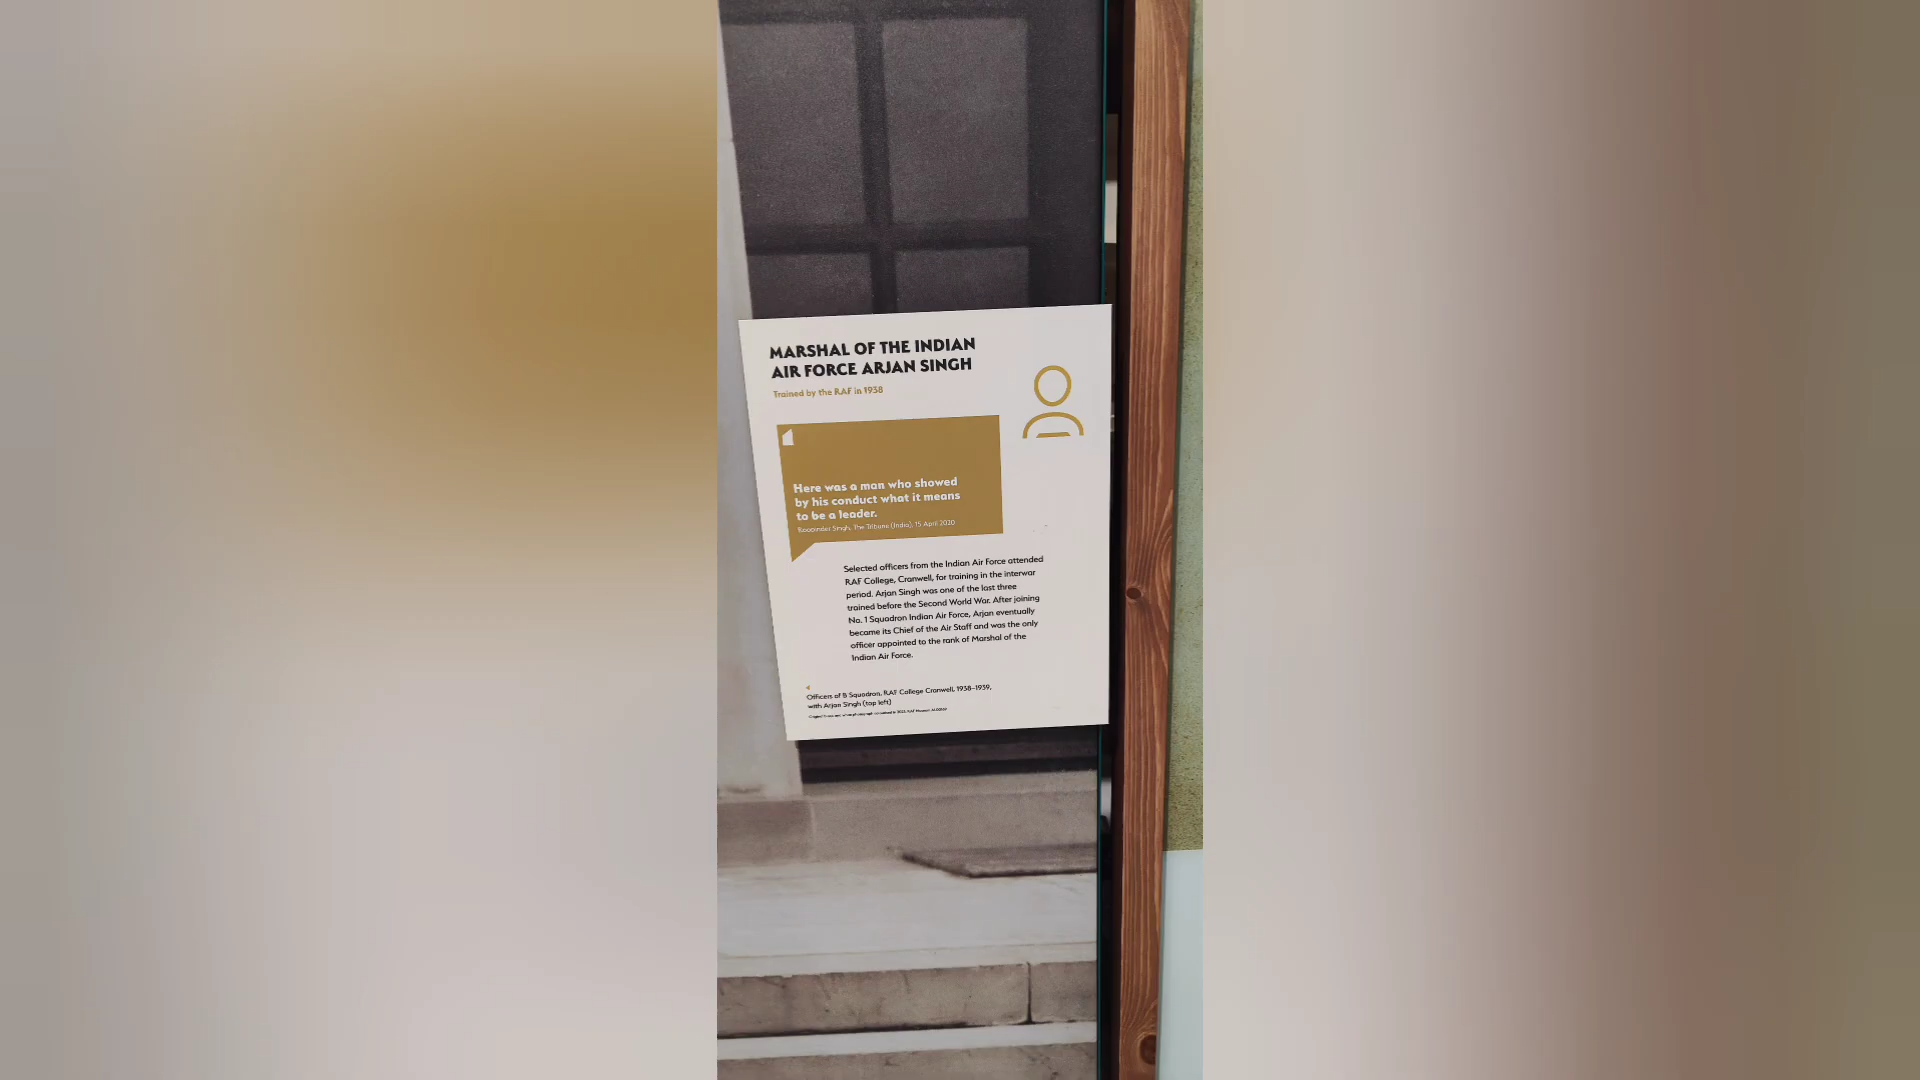 MARSHAL OF THE INDIAN
AIR FORCE ARJAN SINGH
Trained by the RAF in 1938
Here was a man who showed
by his conduct what it means
to be a leader.
Roopinder Singh, The Tribune (India), 15 April 2020
Selected officers from the Indian Air Force attended
RAF College, Cranwell, for training in the interwar
period. Arjan Singh was one of the last three
trained before the Second World War. After joining
No. 1 Squadron Indian Air Force, Arjan eventually
became its Chief of the Air Staff and was the only
officer appointed to the rank of Marshal of the
Indian Air Force.
Officers of B Squadron, RAF College Cranwell, 1938–1939,
with Arjan Singh (top left)